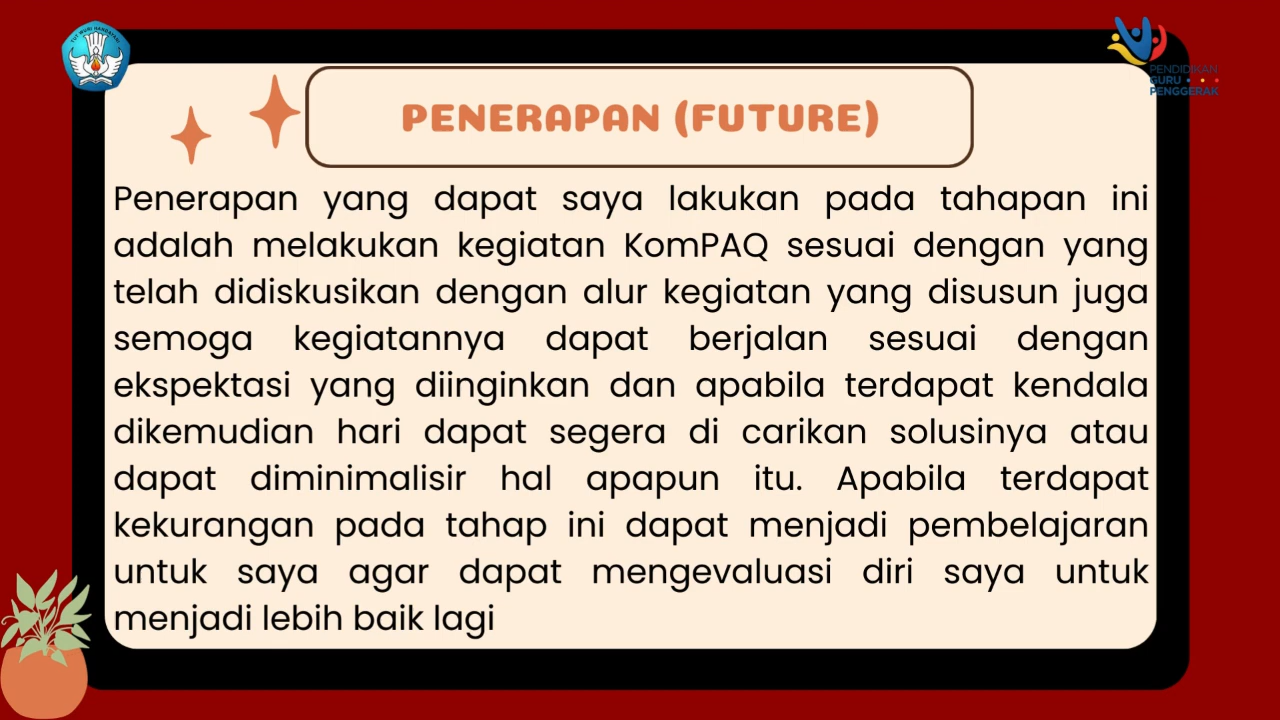 TUT WURI HANDAYANI
PENDIDIKAN
GURU
PENGGERAK
PENERAPAN (FUTURE)
Penerapan yang dapat saya lakukan pada tahapan ini
adalah melakukan kegiatan KomPAQ sesuai dengan yang
telah didiskusikan dengan alur kegiatan yang disusun juga
semoga kegiatannya dapat berjalan sesuai dengan
ekspektasi yang diinginkan dan apabila terdapat kendala
dikemudian hari dapat segera di carikan solusinya atau
dapat diminimalisir hal apapun itu. Apabila terdapat
kekurangan pada tahap ini dapat menjadi pembelajaran
untuk saya agar dapat mengevaluasi diri saya untuk
menjadi lebih baik lagi